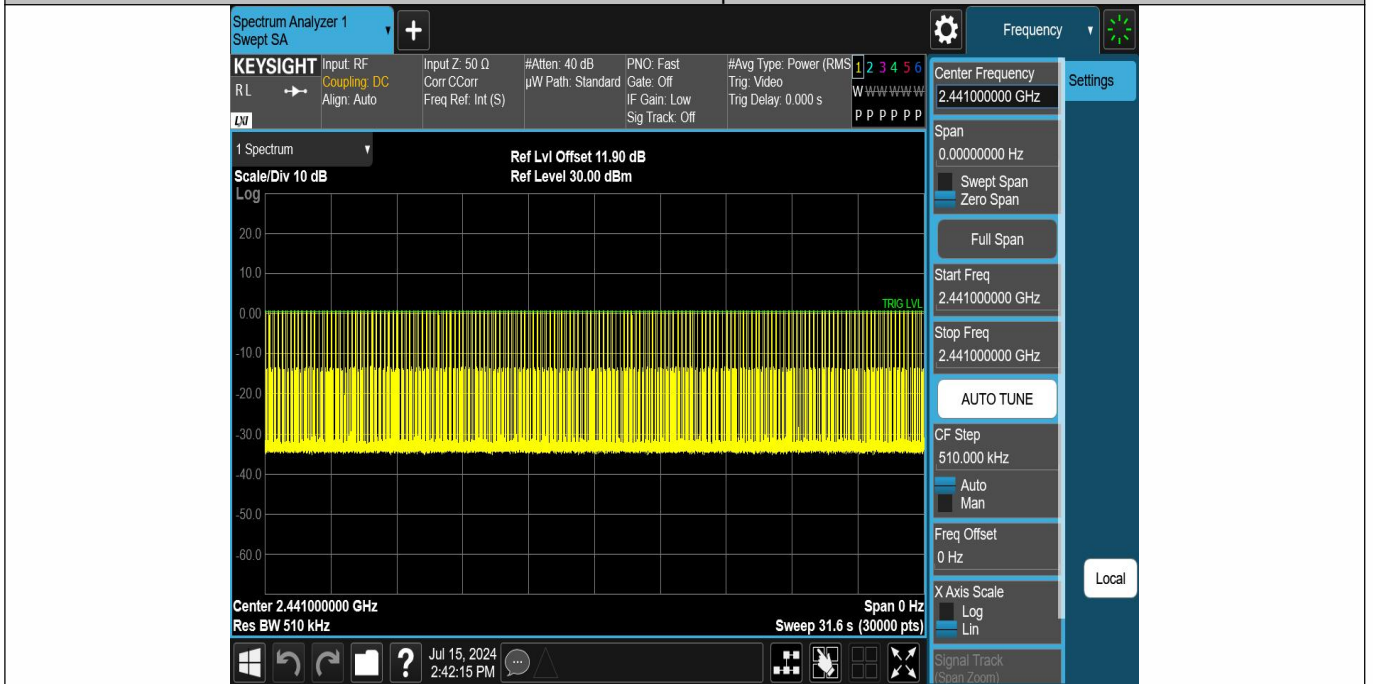 Spectrum Analyzer 1
Swept SA
+
Frequency
KEYSIGHT
RL
LXI
Input: RF
Coupling: DC
Align: Auto
Input Z: 50 Ω
Corr CCorr
Freq Ref: Int (S)
#Atten: 40 dB
µW Path: Standard
PNO: Fast
Gate: Off
IF Gain: Low
Sig Track: Off
#Avg Type: Power (RMS
Trig: Video
Trig Delay: 0.000 s
1 2 3 4 5 6
W W W W W W
P P P P P P
Center Frequency
2.441000000 GHz
Settings
1 Spectrum
Ref Lvl Offset 11.90 dB
Scale/Div 10 dB
Ref Level 30.00 dBm
Log
20.0
10.0
0.00
-10.0
-20.0
-30.0
-40.0
-50.0
-60.0
TRIG LVL
Span
0.00000000 Hz
Swept Span
Zero Span
Full Span
Start Freq
2.441000000 GHz
Stop Freq
2.441000000 GHz
AUTO TUNE
CF Step
510.000 kHz
Auto
Man
Freq Offset
0 Hz
X Axis Scale
Log
Lin
Signal Track
(Span Zoom)
Local
Center 2.441000000 GHz
Span 0 Hz
Res BW 510 kHz
Sweep 31.6 s (30000 pts)
?
Jul 15, 2024
2:42:15 PM